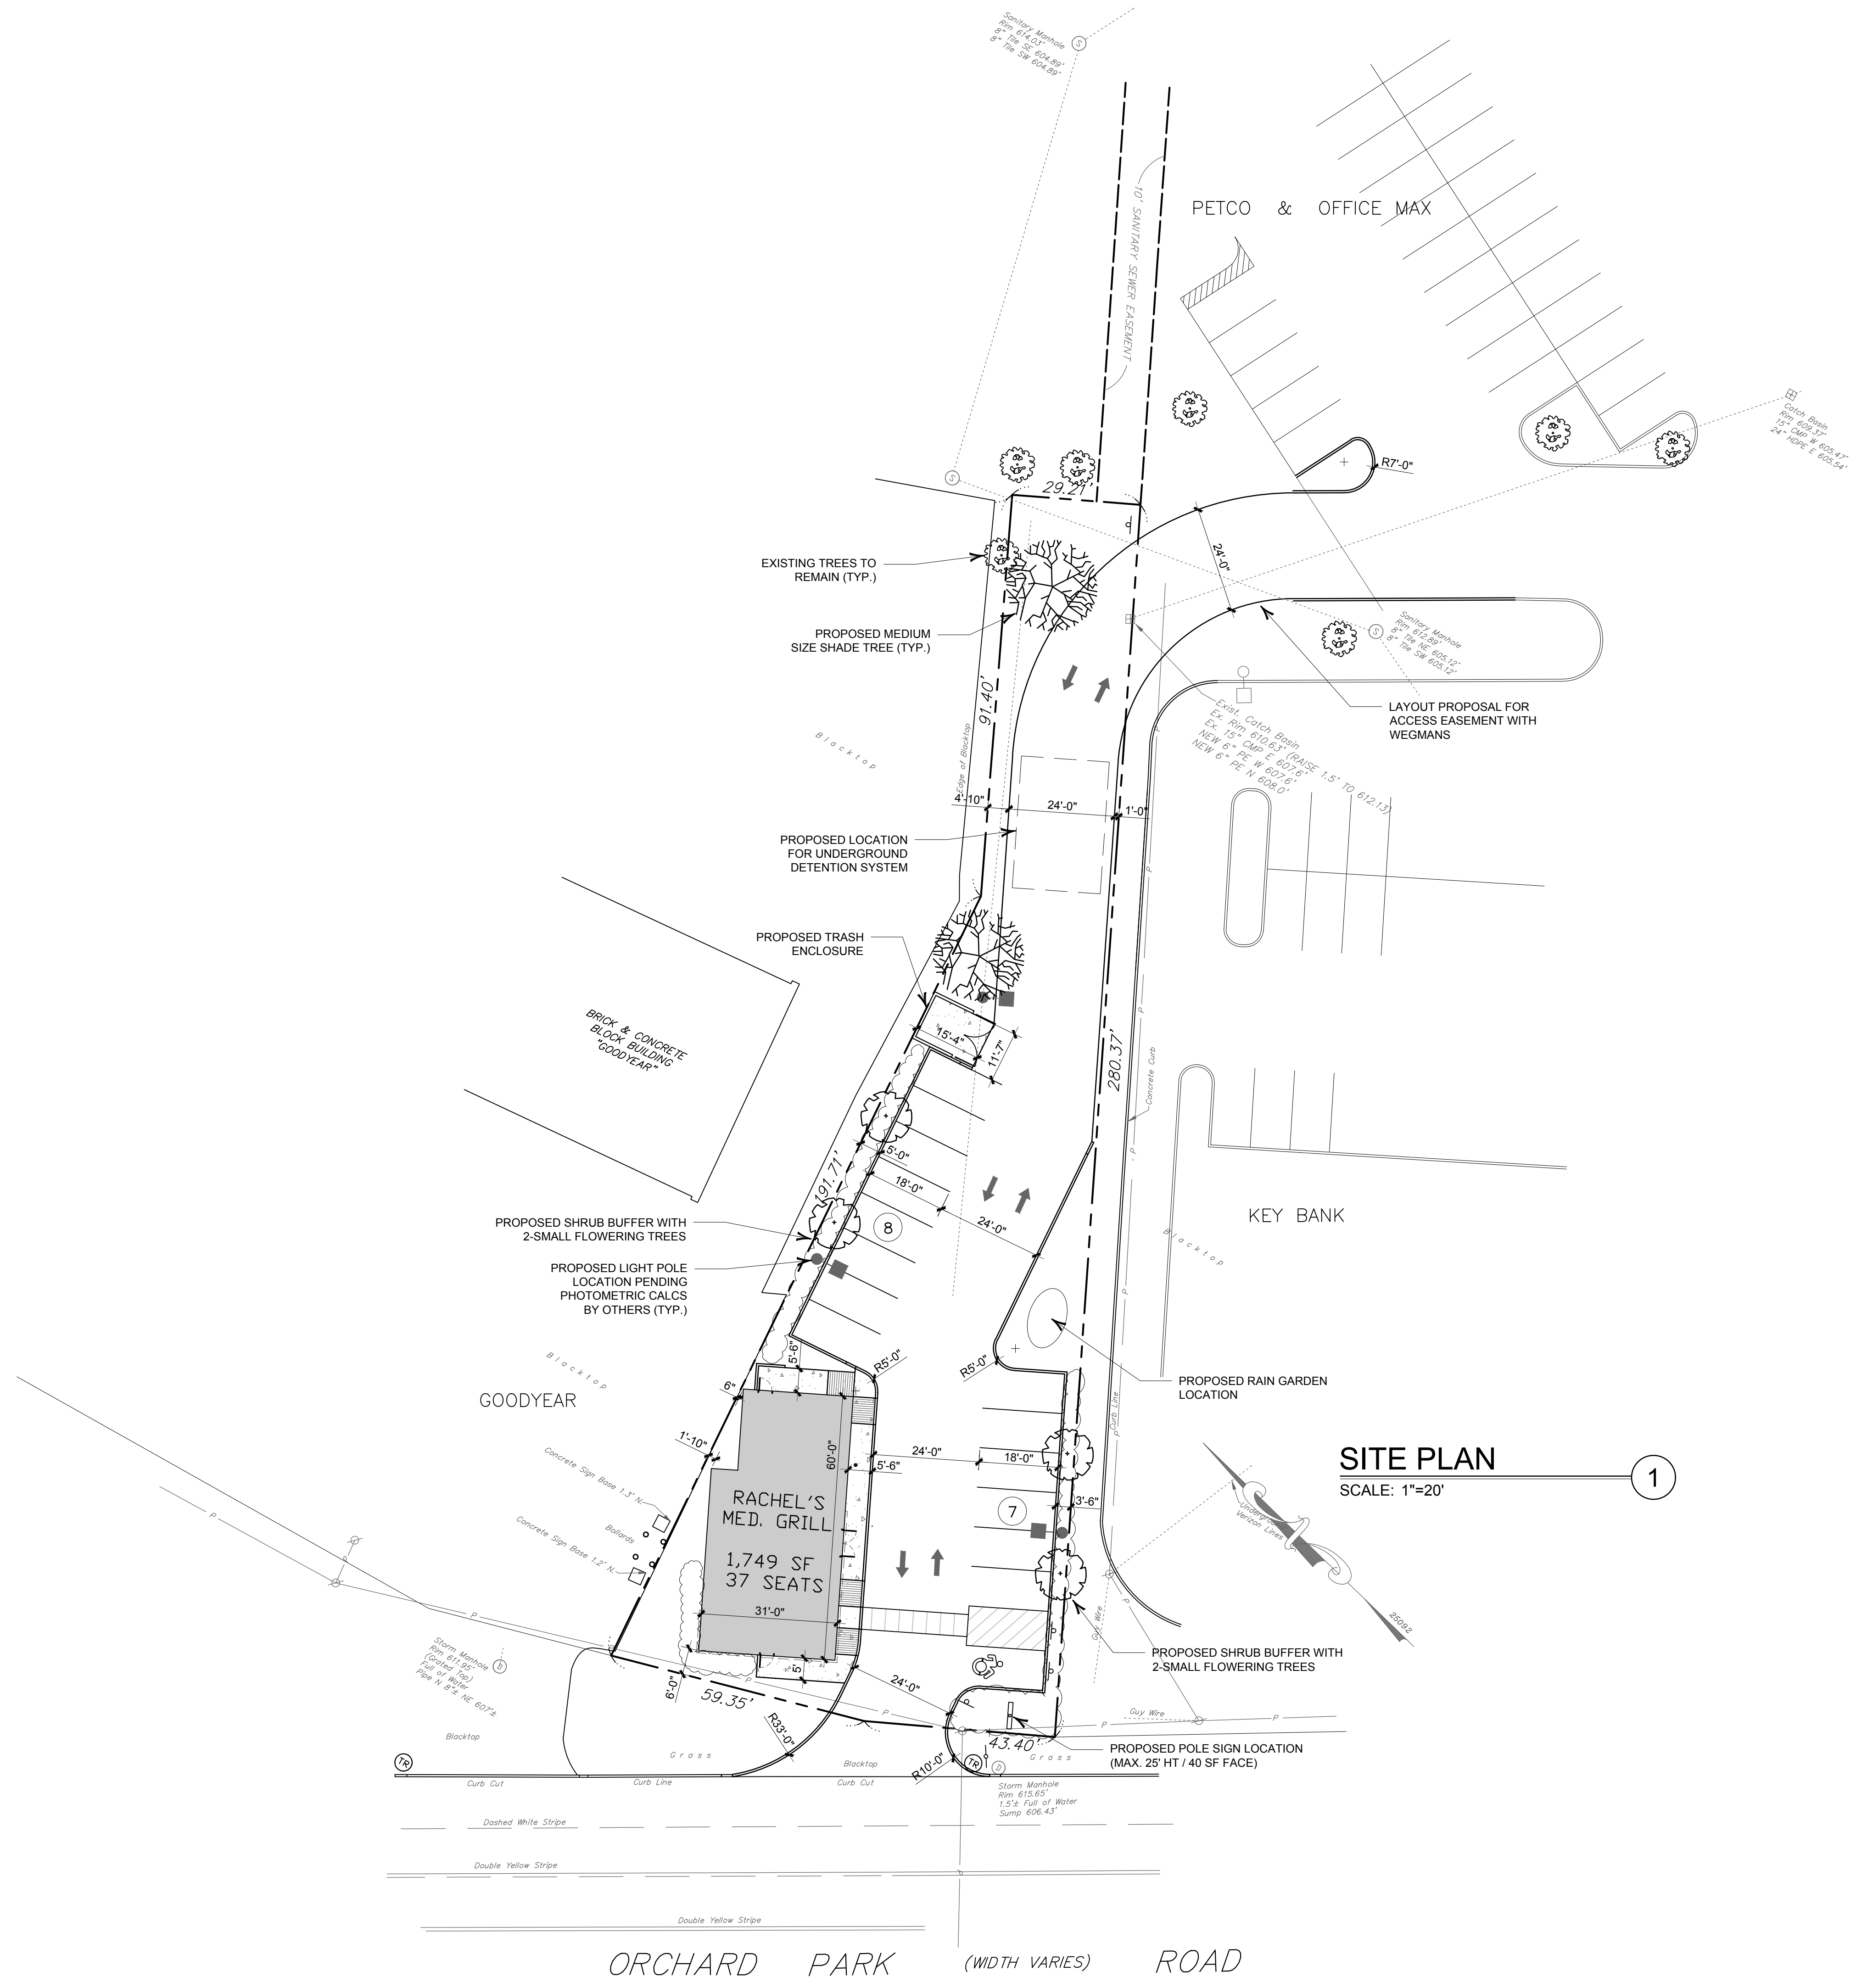 Sanitary Manhole
Rim 614.03'
8" Tile SE 604.89'
8" Tile SW 604.89'
S
10' SANITARY SEWER EASEMENT
PETCO & OFFICE MAX
Catch Basin
Rim 609.37'
15" CMP W 605.47'
24" HDPE E 605.54'
R7'-0"
S
29.21'
24'-0"
EXISTING TREES TO
REMAIN (TYP.)
PROPOSED MEDIUM
SIZE SHADE TREE (TYP.)
S
Sanitary Manhole
Rim 612.89'
8" Tile NE 605.12'
8" Tile SW 605.12'
91.40'
LAYOUT PROPOSAL FOR
ACCESS EASEMENT WITH
WEGMANS
Exist. Catch Basin
Ex. Rim 610.63' (RAISE 1.5' TO 612.13)
Ex. 15" CMP E 607.6'
NEW 6" PE W 607.6'
NEW 6" PE N 608.0'
Blacktop
Edge of Blacktop
4'-10"
24'-0"
1'-0"
PROPOSED LOCATION
FOR UNDERGROUND
DETENTION SYSTEM
P
PROPOSED TRASH
ENCLOSURE
P
BRICK & CONCRETE
BLOCK BUILDING
"GOODYEAR"
15'-4"
11'-7"
280.37'
Concrete Curb
P
5'-0"
191.71'
18'-0"
24'-0"
8
KEY BANK
Blacktop
PROPOSED SHRUB BUFFER WITH
2-SMALL FLOWERING TREES
PROPOSED LIGHT POLE
LOCATION PENDING
PHOTOMETRIC CALCS
BY OTHERS (TYP.)
P
5'-6"
R5'-0"
R5'-0"
Blacktop
PROPOSED RAIN GARDEN
LOCATION
6"
GOODYEAR
Curb Line
P
1'-10"
60'-0"
24'-0"
18'-0"
5'-6"
SITE PLAN
1
SCALE: 1"=20'
Concrete Sign Base 1.3' N.
RACHEL'S
MED. GRILL
1,749 SF
37 SEATS
7
3'-6"
Underground
Verizon Lines
P
Bollards
Concrete Sign Base 1.2' N.
31'-0"
P
Guy Wire
P
25092
PROPOSED SHRUB BUFFER WITH
2-SMALL FLOWERING TREES
Storm Manhole
Rim 611.95'
(Grated Top)
Full of Water
Pipe N 8"± NE 607'±
D
P
6'-0"
5'
24'-0"
59.35'
R33'-0"
P
Guy Wire
P
P
43.40'
PROPOSED POLE SIGN LOCATION
(MAX. 25' HT / 40 SF FACE)
Blacktop
Grass
Blacktop
R10'-0"
Grass
TR
TR
D
Curb Cut
Curb Line
Curb Cut
Storm Manhole
Rim 615.65'
1.5'± Full of Water
Sump 606.43'
Dashed White Stripe
Double Yellow Stripe
P
Double Yellow Stripe
ORCHARD PARK (WIDTH VARIES) ROAD